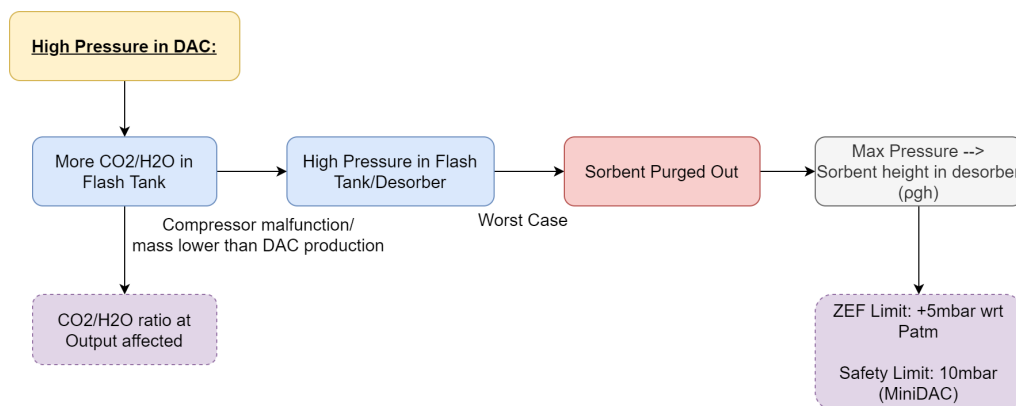 High Pressure in DAC:
More CO2/H2O in
Flash Tank
High Pressure in Flash
Tank/Desorber
Sorbent Purged Out
Max Pressure -->
Sorbent height in desorber
(ρgh)
Compressor malfunction/
mass lower than DAC production
Worst Case
CO2/H2O ratio at
Output affected
ZEF Limit: +5mbar wrt
Patm
Safety Limit: 10mbar
(MiniDAC)